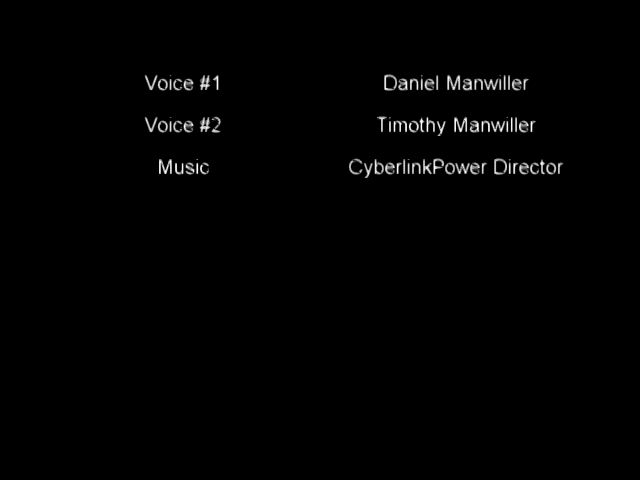 Voice #1 Daniel Manwiller
Voice #2 Timothy Manwiller
Music CyberlinkPower Director